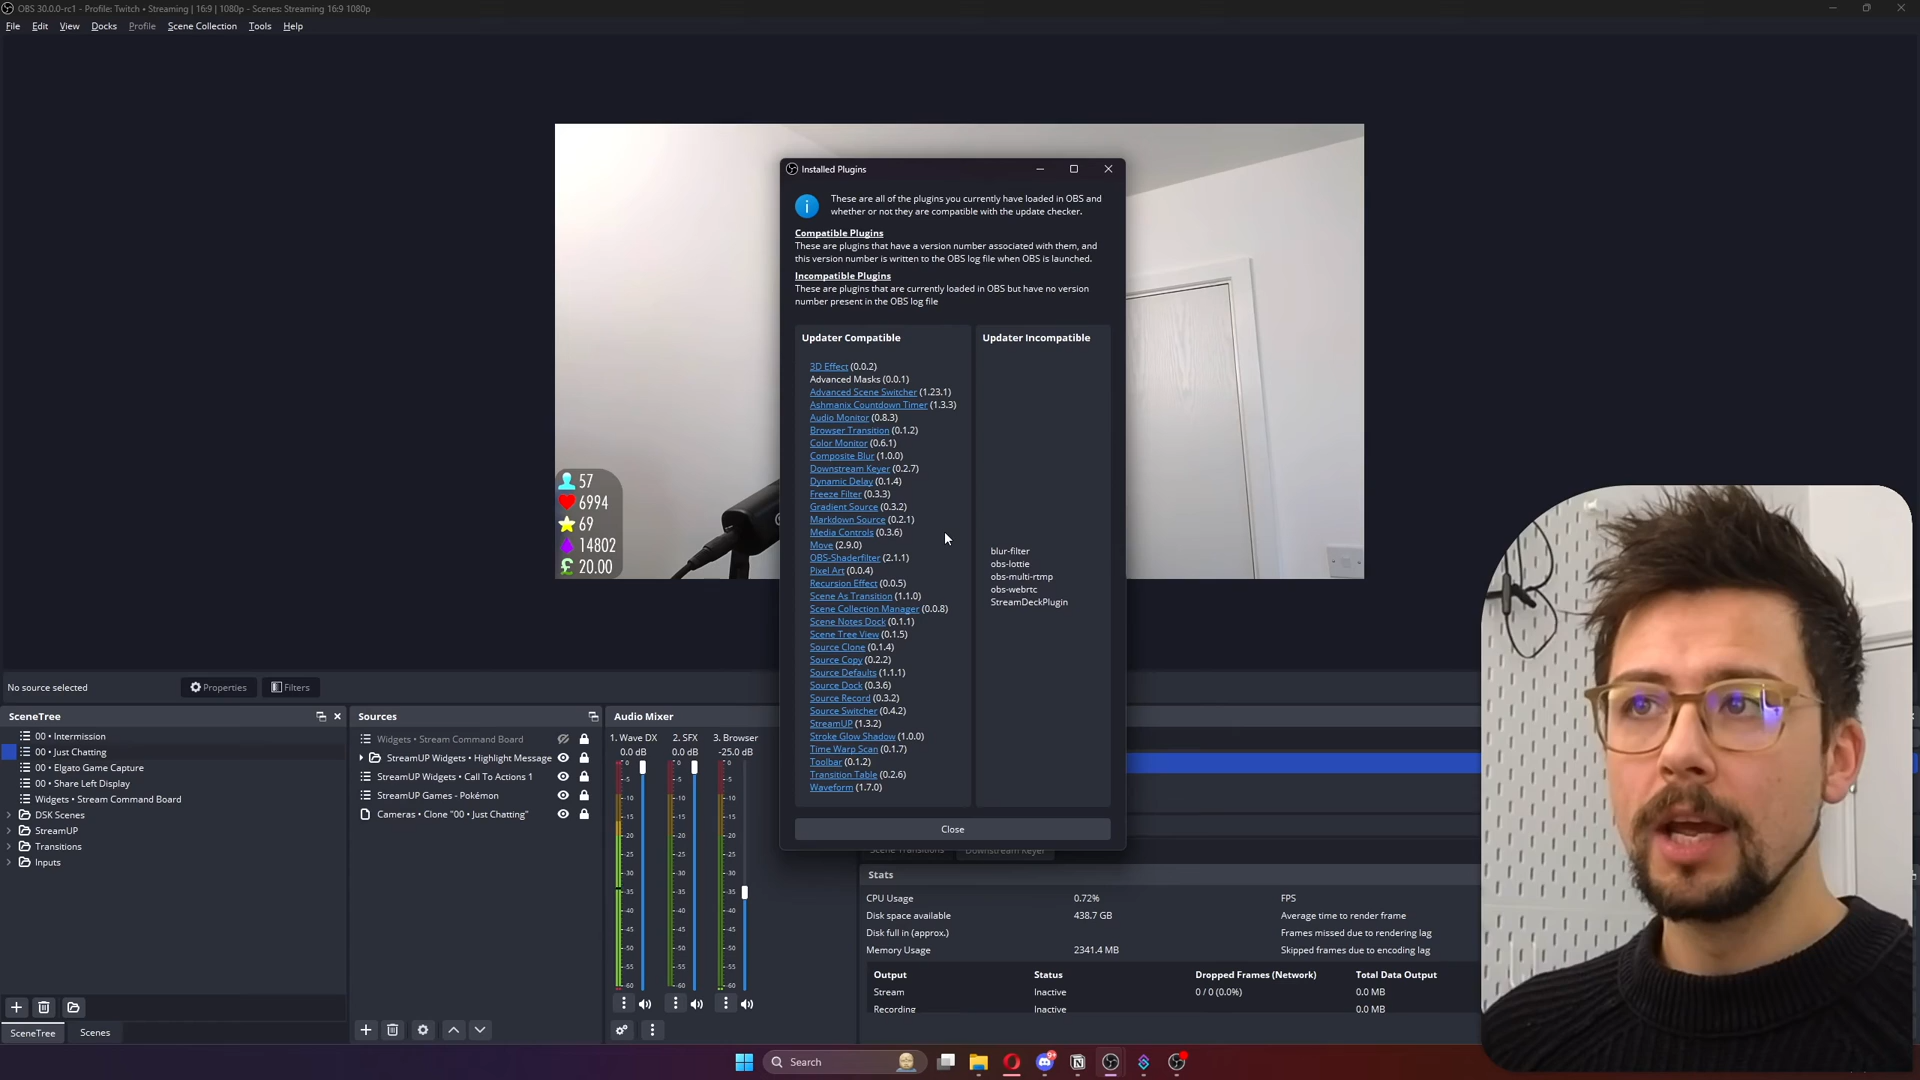 OBS 30.0.0-rc1 - Profile: Twitch • Streaming | 16:9 | 1080p - Scenes: Streaming 16:9 1080p
File Edit View Docks Profile Scene Collection Tools Help
Installed Plugins
These are all of the plugins you currently have loaded in OBS and
whether or not they are compatible with the update checker.
Compatible Plugins
These are plugins that have a version number associated with them, and
this version number is written to the OBS log file when OBS is launched.
Incompatible Plugins
These are plugins that are currently loaded in OBS but have no version
number present in the OBS log file
Updater Compatible
3D Effect (0.0.2)
Advanced Masks (0.0.1)
Advanced Scene Switcher (1.23.1)
Ashmanix Countdown Timer (1.3.3)
Audio Monitor (0.8.3)
Browser Transition (0.1.2)
Color Monitor (0.6.1)
Composite Blur (1.0.0)
Downstream Keyer (0.2.7)
Dynamic Delay (0.1.4)
Freeze Filter (0.3.3)
Gradient Source (0.3.2)
Markdown Source (0.2.1)
Media Controls (0.3.6)
Move (2.9.0)
OBS-Shaderfilter (2.1.1)
Pixel Art (0.0.4)
Recursion Effect (0.0.5)
Scene As Transition (1.1.0)
Scene Collection Manager (0.0.8)
Scene Notes Dock (0.1.1)
Scene Tree View (0.1.5)
Source Clone (0.1.4)
Source Copy (0.2.2)
Source Defaults (1.1.1)
Source Dock (0.3.6)
Source Record (0.3.2)
Source Switcher (0.4.2)
StreamUP (1.3.2)
Stroke Glow Shadow (1.0.0)
Time Warp Scan (0.1.7)
Toolbar (0.1.2)
Transition Table (0.2.6)
Waveform (1.7.0)
Updater Incompatible
blur-filter
obs-lottie
obs-multi-rtmp
obs-webrtc
StreamDeckPlugin
Close
57
6994
69
14802
£ 20.00
No source selected
Properties
Filters
SceneTree
00 • Intermission
00 • Just Chatting
00 • Elgato Game Capture
00 • Share Left Display
Widgets • Stream Command Board
DSK Scenes
StreamUP
Transitions
Inputs
SceneTree Scenes
Sources
Widgets • Stream Command Board
StreamUP Widgets • Highlight Message
StreamUP Widgets • Call To Actions 1
StreamUP Games - Pokémon
Cameras • Clone "00 • Just Chatting"
Audio Mixer
1. Wave DX 2. SFX 3. Browser
0.0 dB 0.0 dB -25.0 dB
0
-5
-10
-15
-20
-25
-30
-35
-40
-45
-50
-55
-60
Scene Transitions Downstream Keyer
Stats
CPU Usage 0.72% FPS
Disk space available 438.7 GB Average time to render frame
Disk full in (approx.) Frames missed due to rendering lag
Memory Usage 2341.4 MB Skipped frames due to encoding lag
Output Status Dropped Frames (Network) Total Data Output
Stream Inactive 0 / 0 (0.0%) 0.0 MB
Recording Inactive 0.0 MB
Search